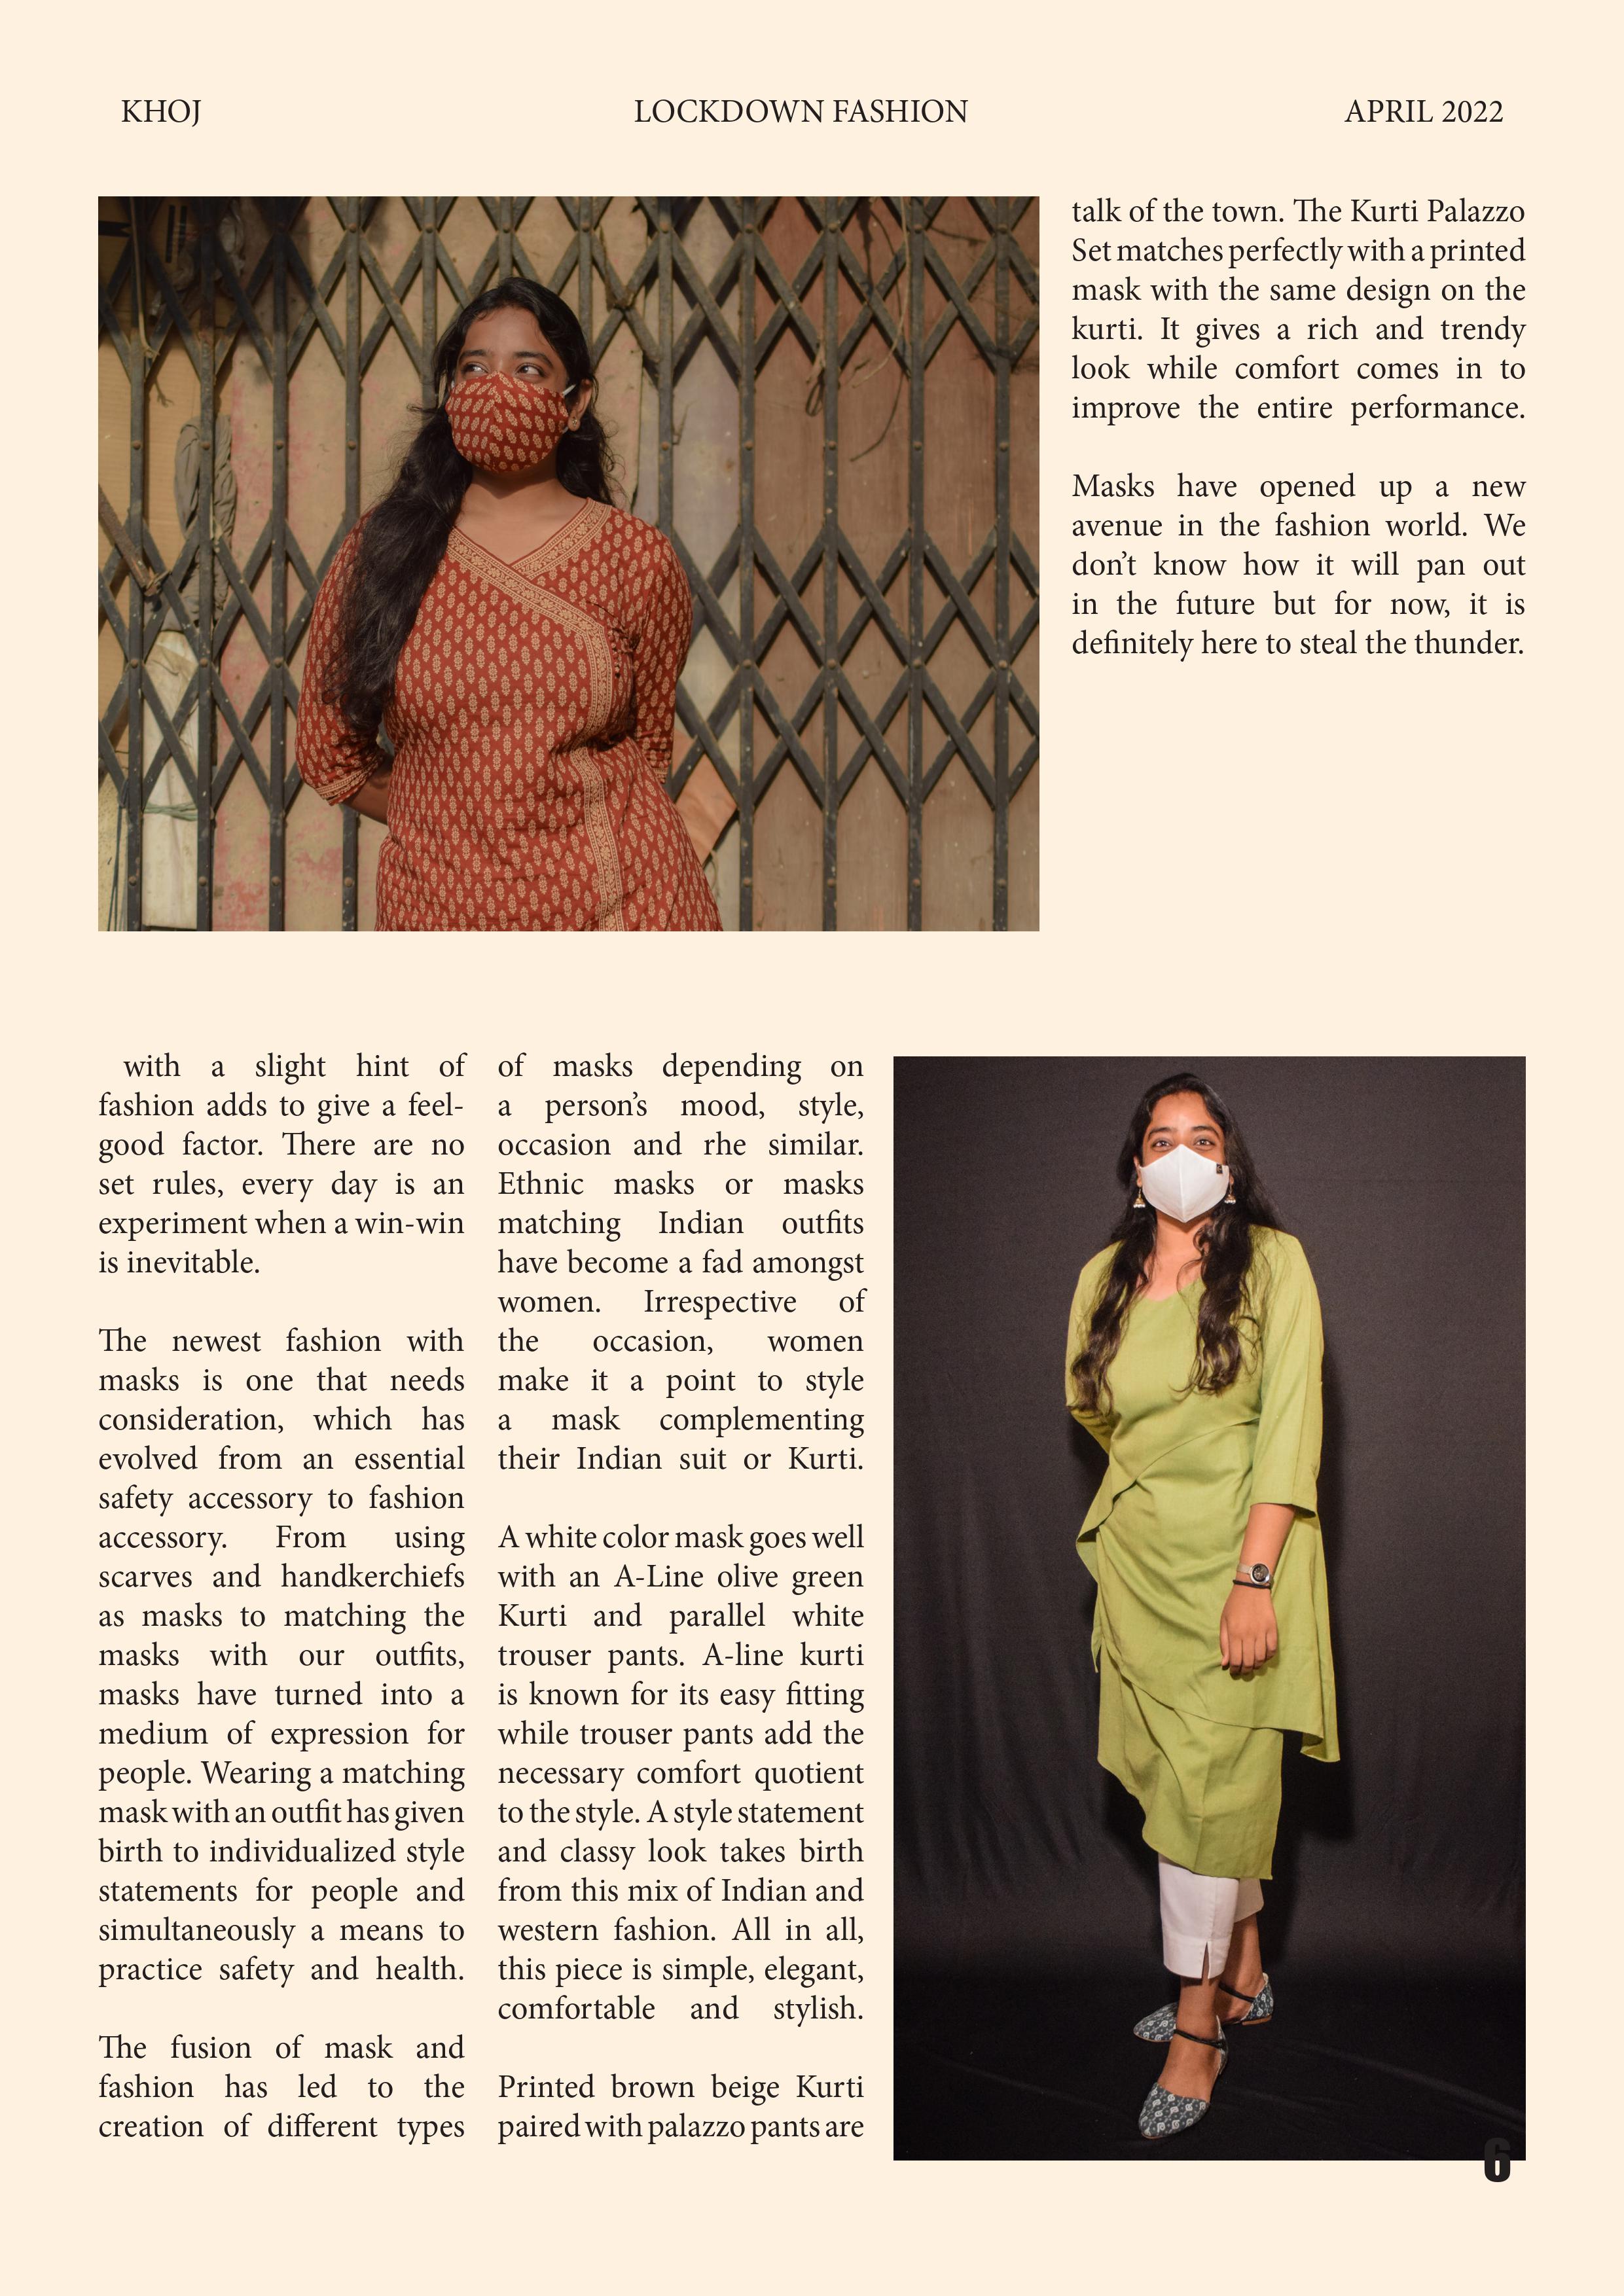 KHOJ
LOCKDOWN FASHION
APRIL 2022
with a slight hint of
fashion adds to give a feel-
good factor. There are no
set rules, every day is an
experiment when a win-win
is inevitable.
The newest fashion with
masks is one that needs
consideration, which has
evolved from an essential
safety accessory to fashion
accessory. From using
scarves and handkerchiefs
as masks to matching the
masks with our outfits,
masks have turned into a
medium of expression for
people. Wearing a matching
mask with an outfit has given
birth to individualized style
statements for people and
simultaneously a means to
practice safety and health.
The fusion of mask and
fashion has led to the
creation of different types
of masks depending on
a person’s mood, style,
occasion and rhe similar.
Ethnic masks or masks
matching Indian outfits
have become a fad amongst
women. Irrespective of
the occasion, women
make it a point to style
a mask complementing
their Indian suit or Kurti.
A white color mask goes well
with an A-Line olive green
Kurti and parallel white
trouser pants. A-line kurti
is known for its easy fitting
while trouser pants add the
necessary comfort quotient
to the style. A style statement
and classy look takes birth
from this mix of Indian and
western fashion. All in all,
this piece is simple, elegant,
comfortable and stylish.
Printed brown beige Kurti
paired with palazzo pants are
talk of the town. The Kurti Palazzo
Set matches perfectly with a printed
mask with the same design on the
kurti. It gives a rich and trendy
look while comfort comes in to
improve the entire performance.
Masks have opened up a new
avenue in the fashion world. We
don’t know how it will pan out
in the future but for now, it is
definitely here to steal the thunder.
6